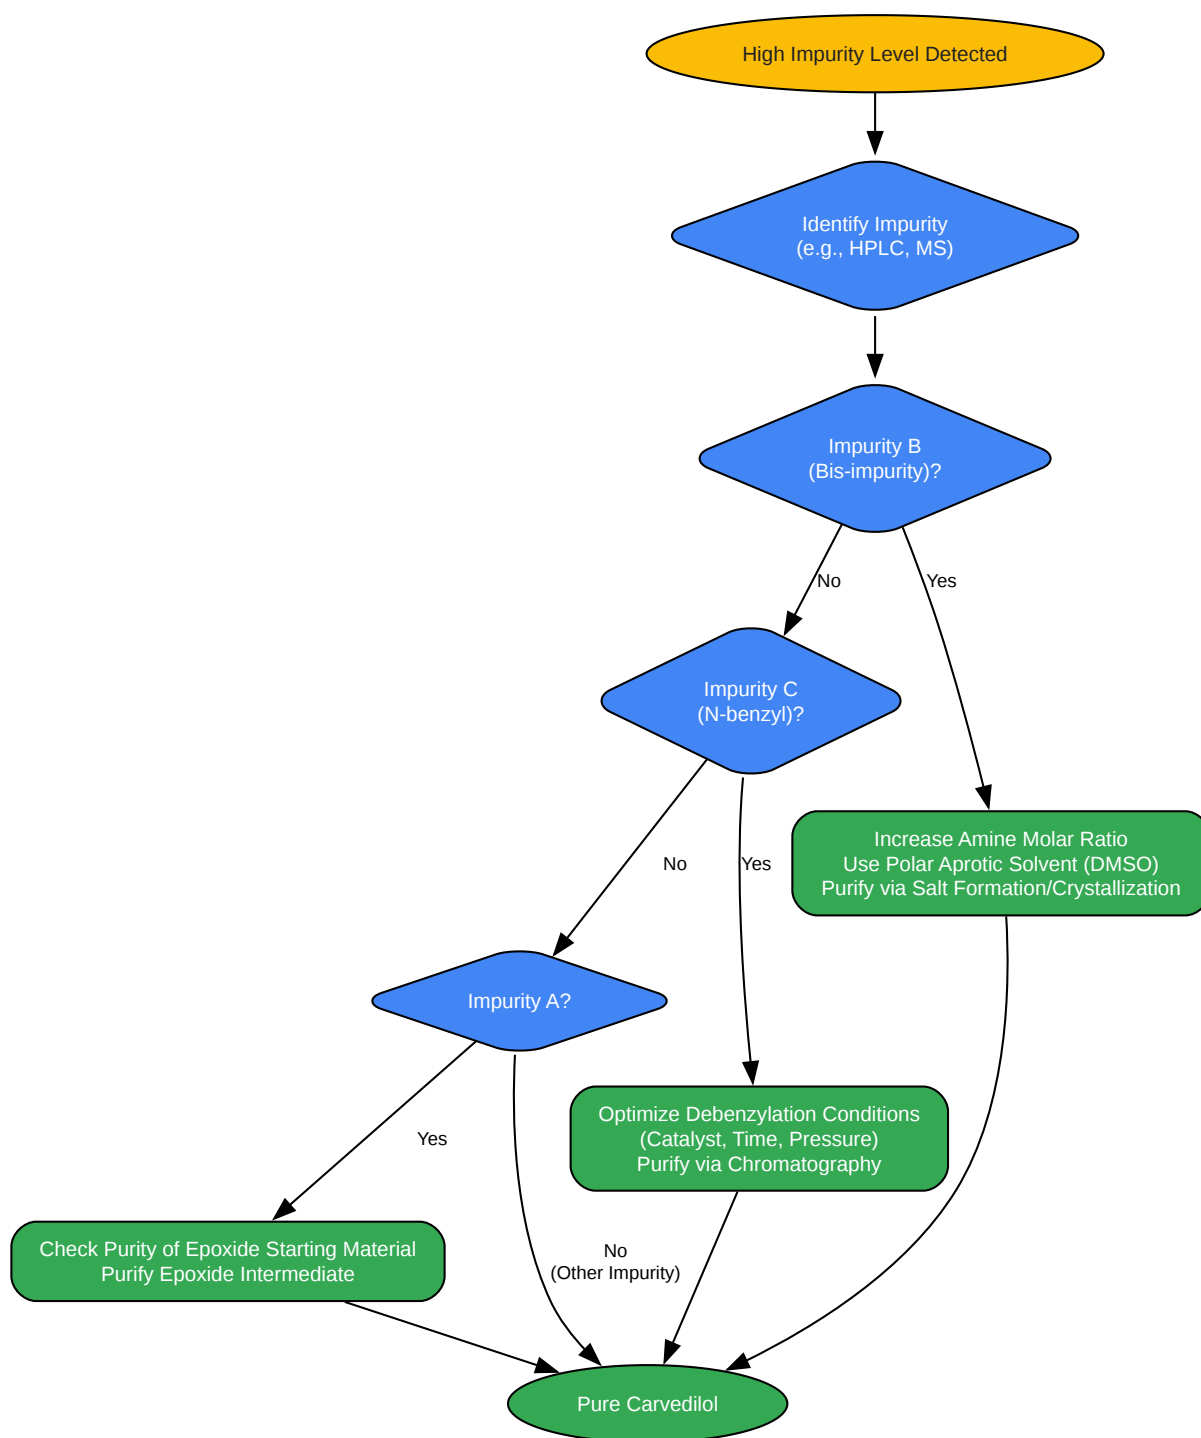 High Impurity Level Detected
Identify Impurity
(e.g., HPLC, MS)
Impurity B
(Bis-impurity)?
No
Yes
Impurity C
(N-benzyl)?
Increase Amine Molar Ratio
Use Polar Aprotic Solvent (DMSO)
Purify via Salt Formation/Crystallization
No
Yes
Impurity A?
Optimize Debenzylation Conditions
(Catalyst, Time, Pressure)
Purify via Chromatography
Yes
No
(Other Impurity)
Check Purity of Epoxide Starting Material
Purify Epoxide Intermediate
Pure Carvedilol